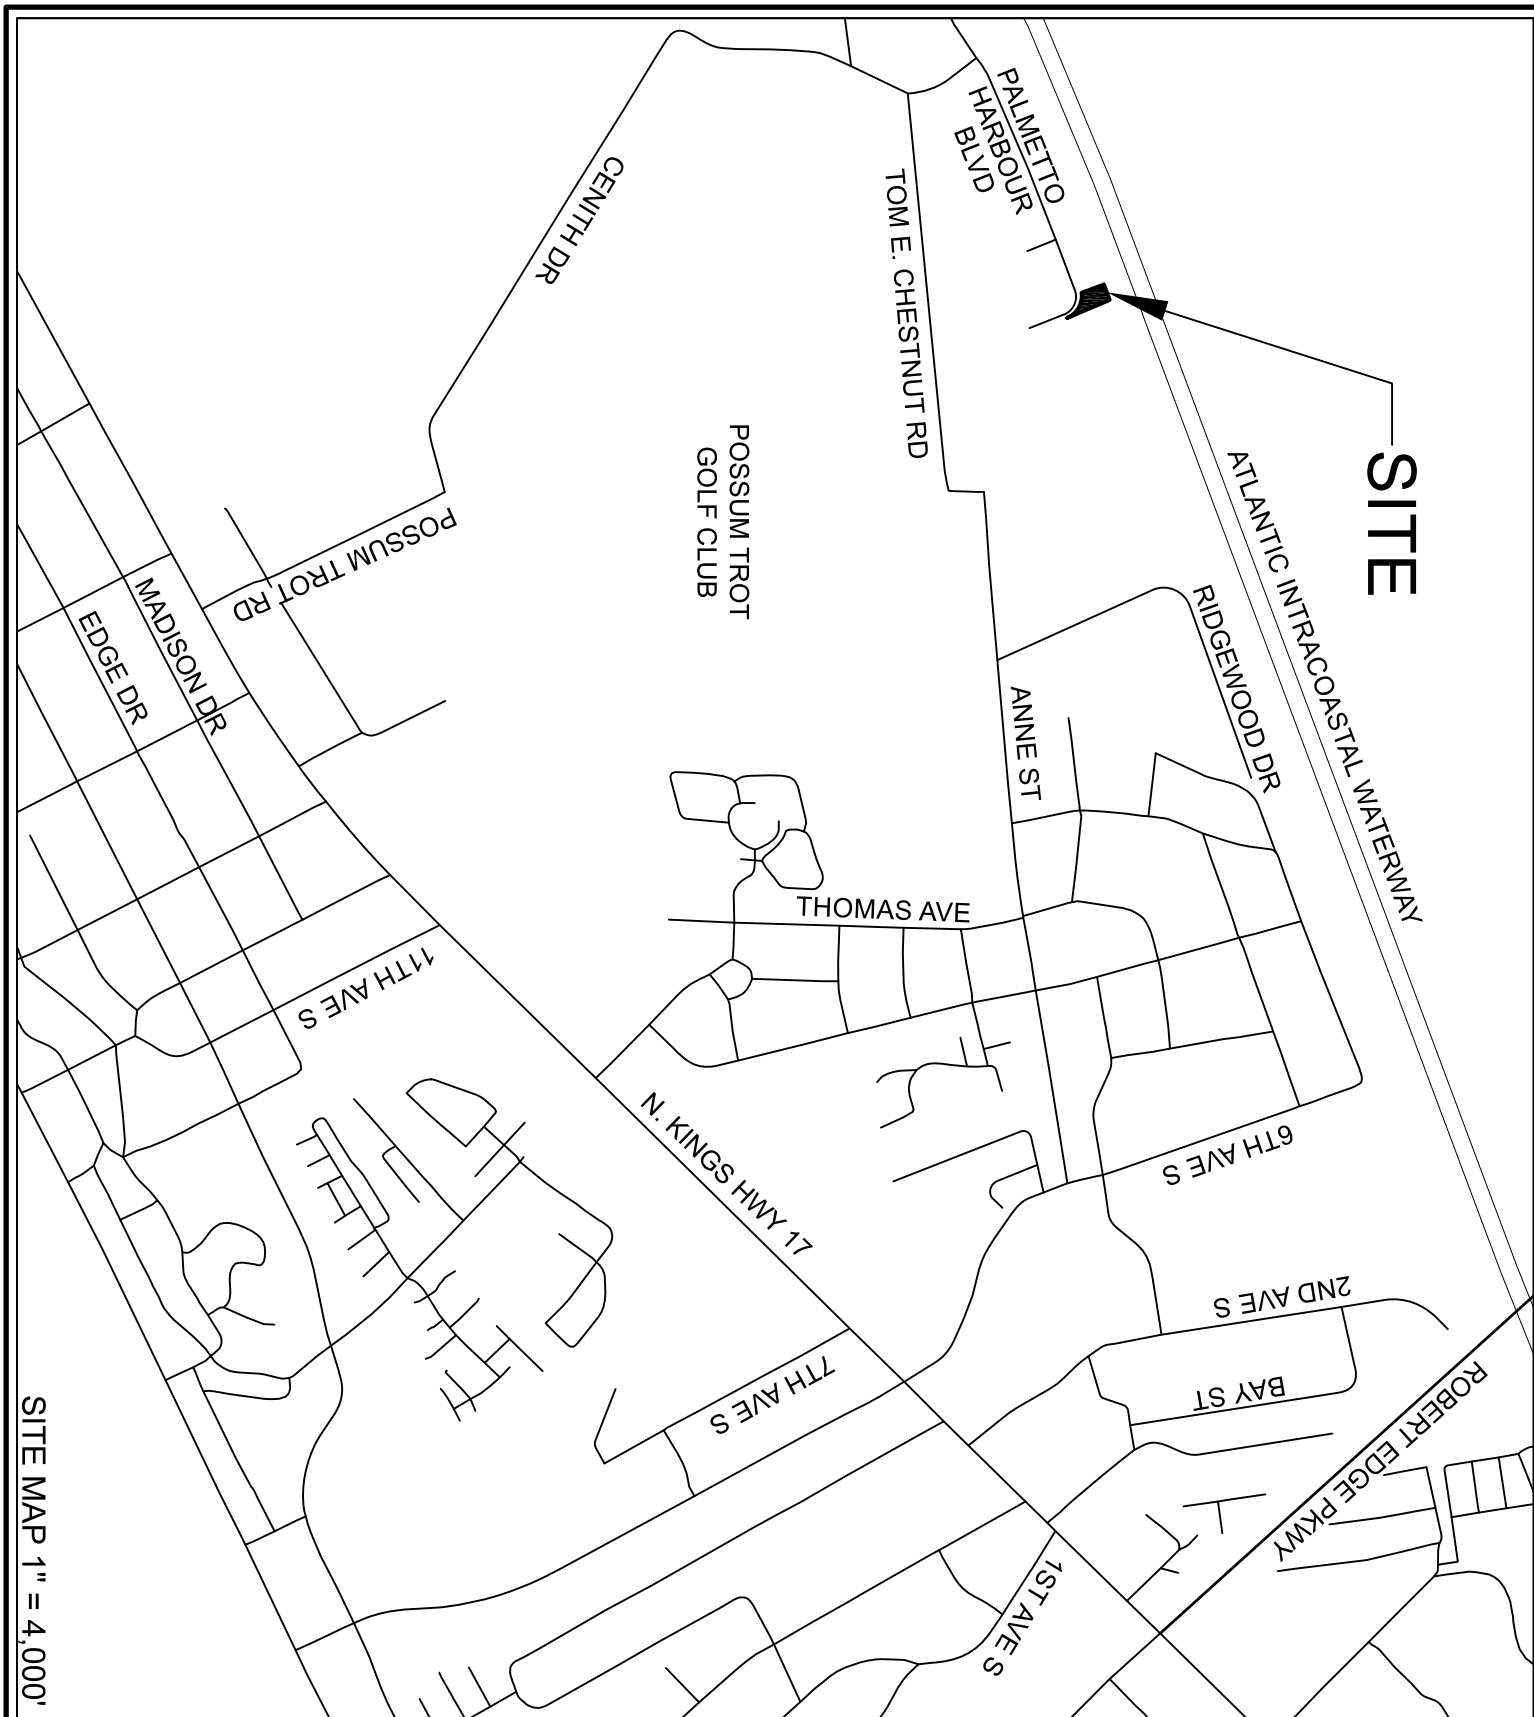 SITE
ATLANTIC INTRACOASTAL WATERWAY
PALMETTO
HARBOUR
BLVD
TOM E. CHESTNUT RD
CENITH DR
RIDGEWOOD DR
ANNE ST
POSSUM TROT
GOLF CLUB
POSSUM TROT RD
MADISON DR
EDGE DR
THOMAS AVE
11TH AVE S
N. KINGS HWY 17
6TH AVE S
2ND AVE S
BAY ST
ROBERT EDGE PKWY
7TH AVE S
1ST AVE S
SITE MAP 1" = 4,000'